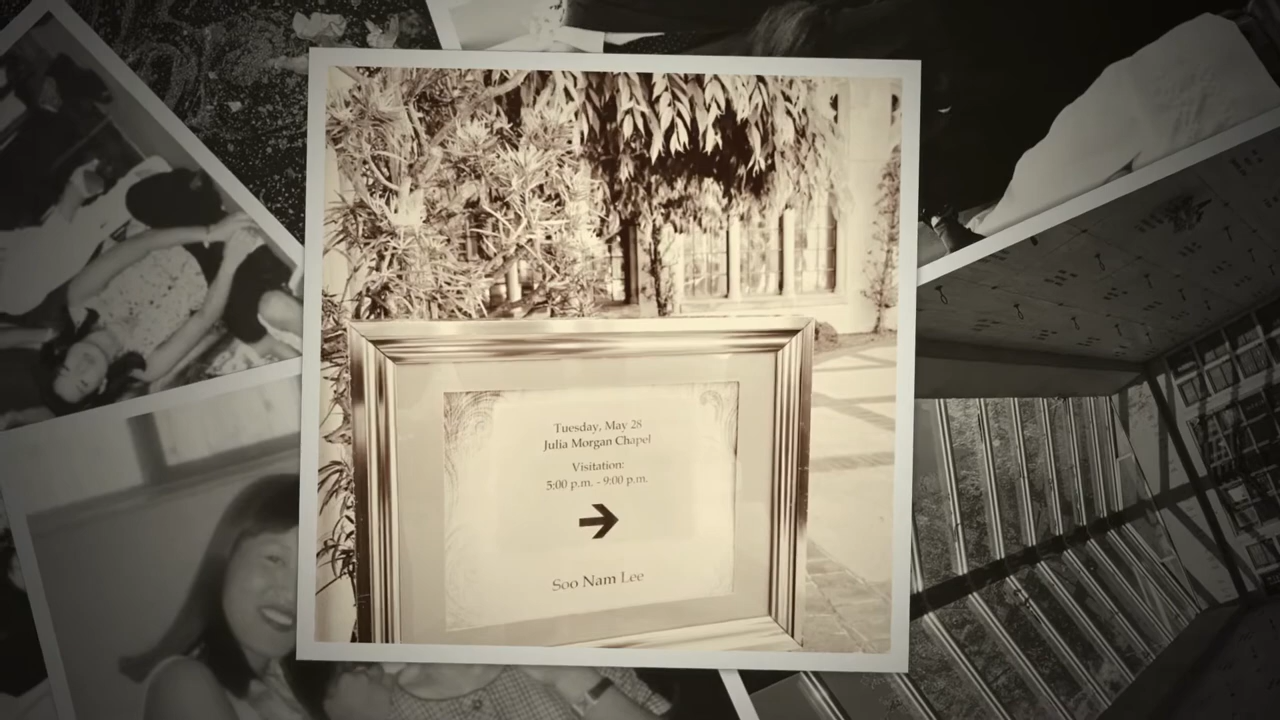 Tuesday, May 28
Julia Morgan Chapel
Visitation:
5:00 p.m. - 9:00 p.m.
Soo Nam Lee